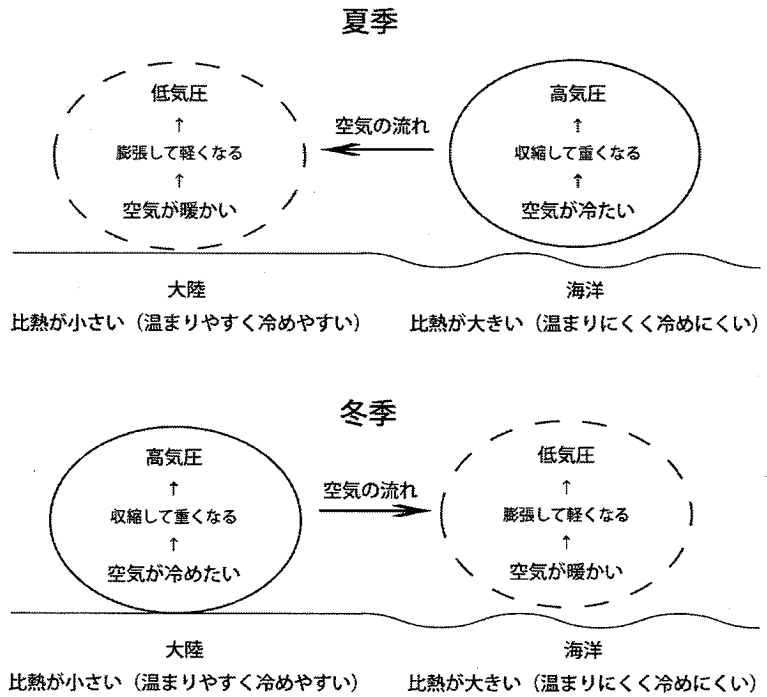 夏季
低気圧
↑
膨張して軽くなる
↑
空気が暖かい
空気の流れ
高気圧
↑
収縮して重くなる
↑
空気が冷たい
大陸
比熱が小さい（温まりやすく冷めやすい）
海洋
比熱が大きい（温まりにくく冷めにくい）
冬季
高気圧
↑
収縮して重くなる
↑
空気が冷めたい
空気の流れ
低気圧
↑
膨張して軽くなる
↑
空気が暖かい
大陸
比熱が小さい（温まりやすく冷めやすい）
海洋
比熱が大きい（温まりにくく冷めにくい）